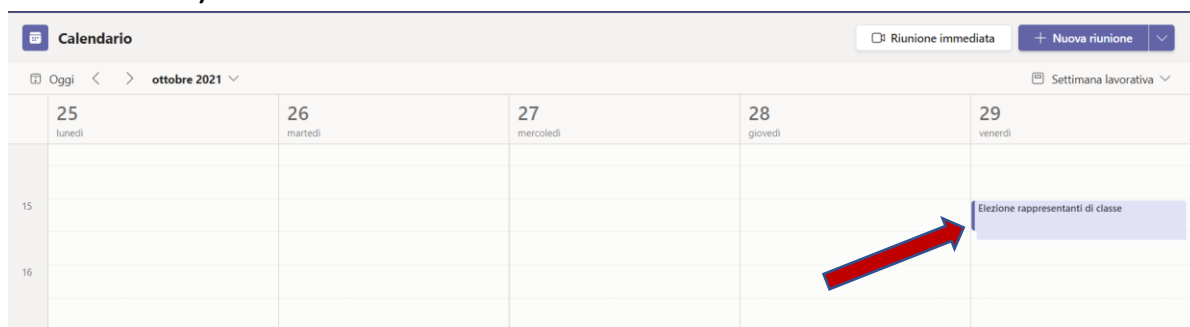 Calendario
Riunione immediata
+ Nuova riunione
Oggi < > ottobre 2021
Settimana lavorativa
25
lunedì
26
martedì
27
mercoledì
28
giovedì
29
venerdì
15
Elezione rappresentanti di classe
16